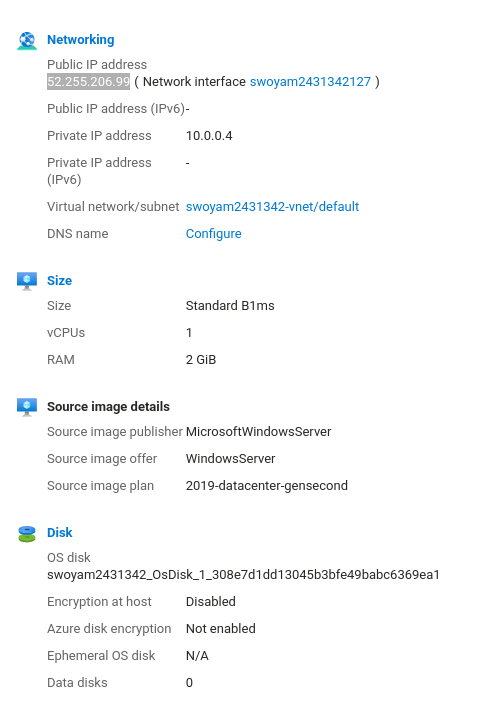 Networking
Public IP address
52.255.206.99 ( Network interface swoyam2431342127 )
Public IP address (IPv6) -
Private IP address 10.0.0.4
Private IP address (IPv6) -
Virtual network/subnet swoyam2431342-vnet/default
DNS name Configure
Size
Size Standard B1ms
vCPUs 1
RAM 2 GiB
Source image details
Source image publisher MicrosoftWindowsServer
Source image offer WindowsServer
Source image plan 2019-datacenter-gensecond
Disk
OS disk
swoyam2431342_OsDisk_1_308e7d1dd13045b3bfe49babc6369ea1
Encryption at host Disabled
Azure disk encryption Not enabled
Ephemeral OS disk N/A
Data disks 0